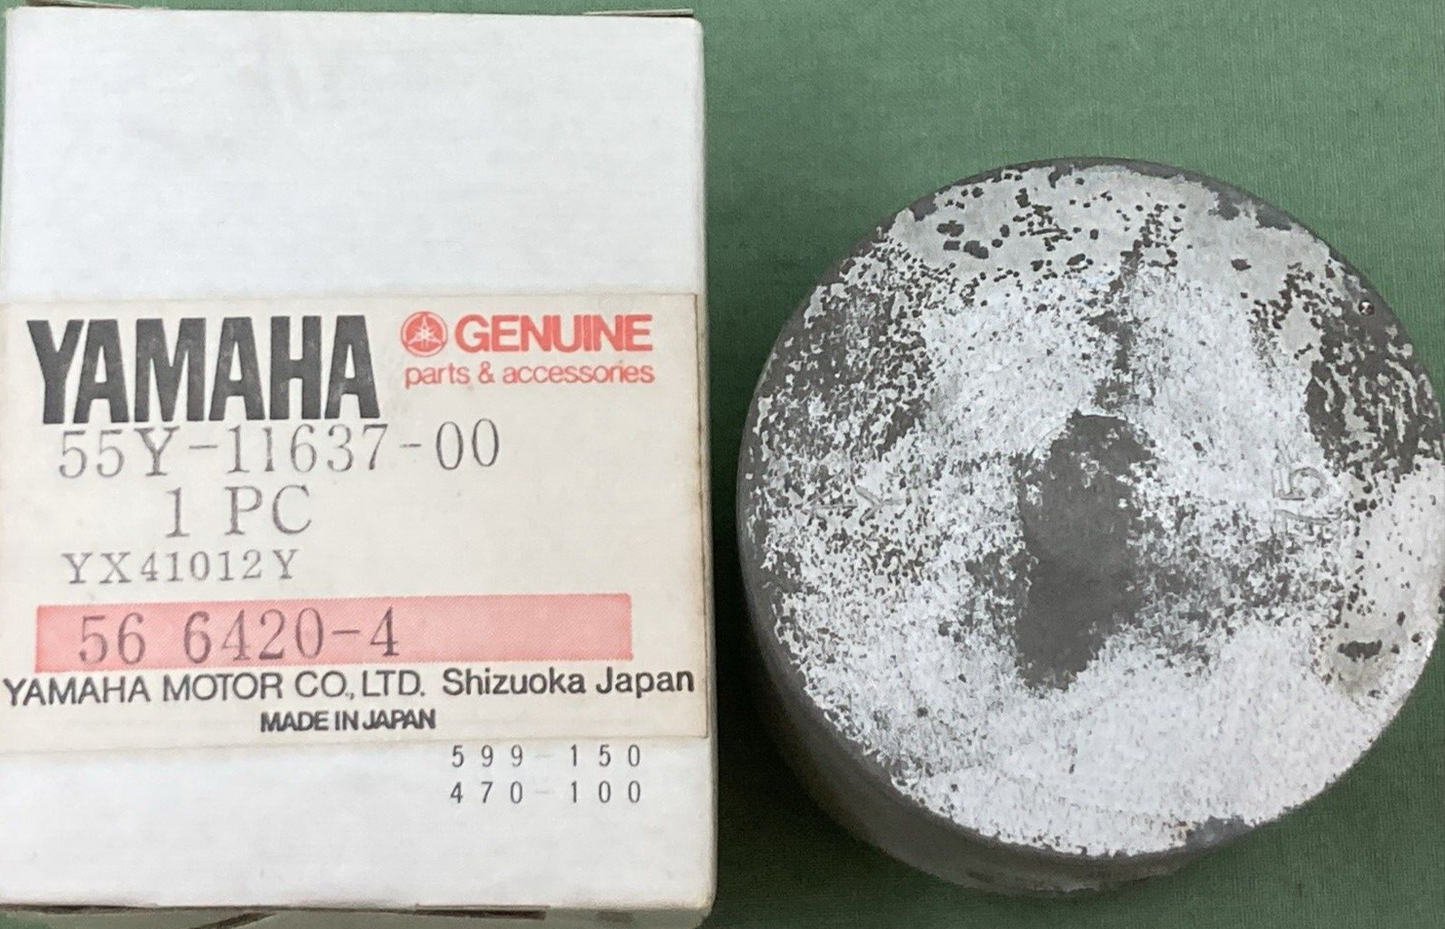 YAMAHA
GENUINE
parts & accessories
55Y-11637-00
1 PC
YX41012Y
56 6420-4
YAMAHA MOTOR CO., LTD. Shizuoka Japan
MADE IN JAPAN
599-150
470-100
Y
75